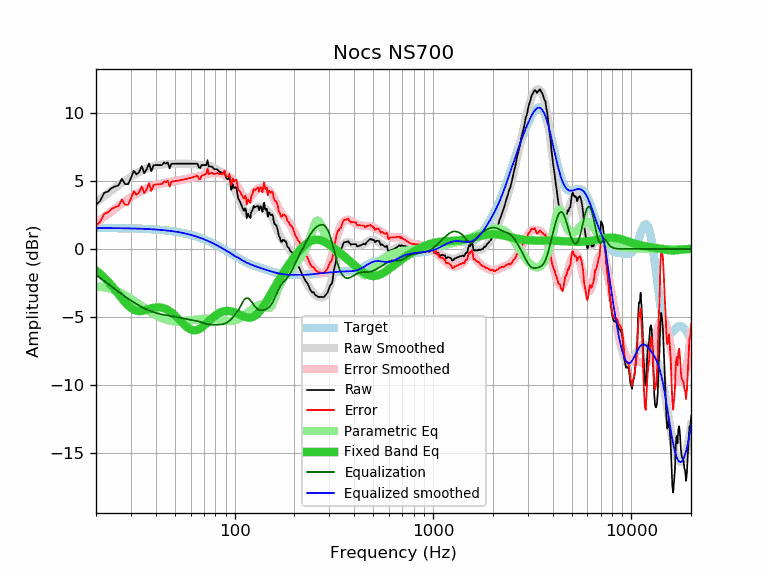 Nocs NS700
Amplitude (dBr)
10
5
0
−5
−10
−15
Target
Raw Smoothed
Error Smoothed
Raw
Error
Parametric Eq
Fixed Band Eq
Equalization
Equalized smoothed
100 1000 10000
Frequency (Hz)